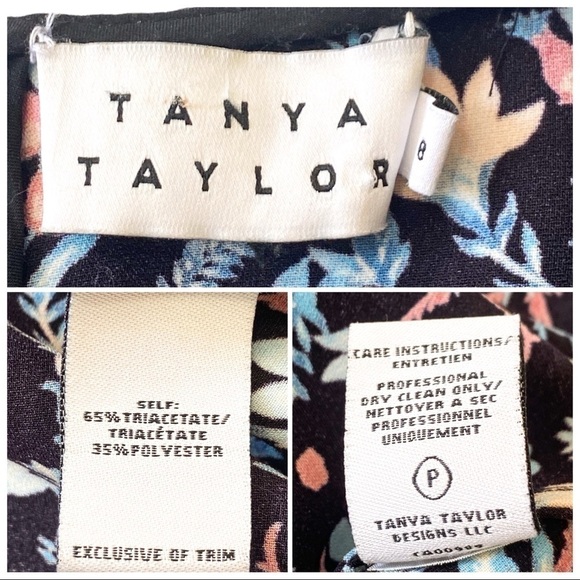 TANYA
TAYLOR
8
SELF:
65%TRIACETATE/
TRIACÉTATE
35%POLYESTER
EXCLUSIVE OF TRIM
CARE INSTRUCTIONS/
ENTRETIEN
PROFESSIONAL
DRY CLEAN ONLY/
NETTOYER A SEC
PROFESSIONNEL
UNIQUEMENT
P
TANYA TAYLOR
DESIGNS LLC